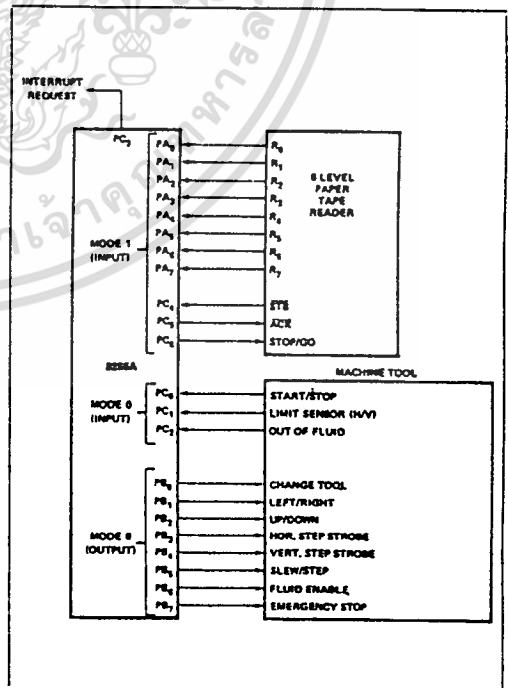 INTERRUPT
REQUEST
PC3
MODE 1
(INPUT)
PA0
PA1
PA2
PA3
PA4
PA5
PA6
PA7
PC4
PC5
PC6
R0
R1
R2
R3
R4
R5
R6
R7
STB
ACK
STOP/GO
8 LEVEL
PAPER
TAPE
READER
8255A
MACHINE TOOL
MODE 0
(INPUT)
PC0
PC1
PC2
START/STOP
LIMIT SENSOR (H/V)
OUT OF FLUID
MODE 0
(OUTPUT)
PB0
PB1
PB2
PB3
PB4
PB5
PB6
PB7
CHANGE TOOL
LEFT/RIGHT
UP/DOWN
HOR. STEP STROBE
VERT. STEP STROBE
SLEW/STEP
FLUID ENABLE
EMERGENCY STOP